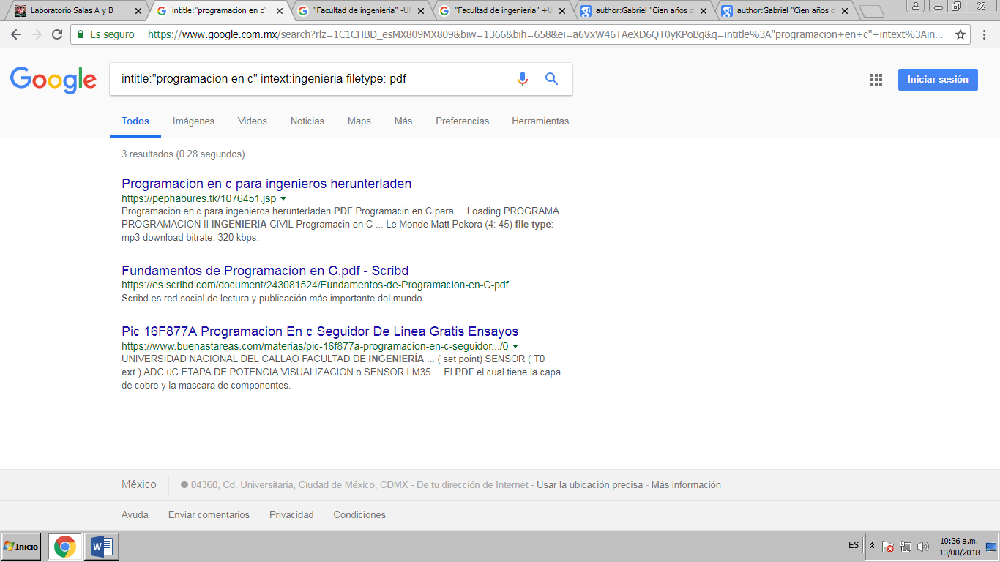 Laboratorio Salas A y B
intitle:"programacion en c"
"Facultad de ingenieria" -UN
"Facultad de ingenieria" +U
author:Gabriel "Cien años d
author:Gabriel "Cien años d
Es seguro
https://www.google.com.mx/search?rlz=1C1CHBD_esMX809MX809&biw=1366&bih=658&ei=a6VxW46TAeXD6QT0yKPoBg&q=intitle%3A"programacion+en+c"+intext%3Ain...
Google
intitle:"programacion en c" intext:ingenieria filetype: pdf
Iniciar sesión
Todos Imágenes Videos Noticias Maps Más Preferencias Herramientas
3 resultados (0.28 segundos)
Programacion en c para ingenieros herunterladen
https://pephabures.tk/1076451.jsp
Programacion en c para ingenieros herunterladen PDF Programacin en C para ... Loading PROGRAMA
PROGRAMACION II INGENIERIA CIVIL Programacin en C ... Le Monde Matt Pokora (4: 45) file type:
mp3 download bitrate: 320 kbps.
Fundamentos de Programacion en C.pdf - Scribd
https://es.scribd.com/document/243081524/Fundamentos-de-Programacion-en-C-pdf
Scribd es red social de lectura y publicación más importante del mundo.
Pic 16F877A Programacion En c Seguidor De Linea Gratis Ensayos
https://www.buenastareas.com/materias/pic-16f877a-programacion-en-c-seguidor.../0
UNIVERSIDAD NACIONAL DEL CALLAO FACULTAD DE INGENIERÍA ... ( set point) SENSOR ( T0
ext ) ADC uC ETAPA DE POTENCIA VISUALIZACION o SENSOR LM35 ... El PDF el cual tiene la capa
de cobre y la mascara de componentes.
México
04360, Cd. Universitaria, Ciudad de México, CDMX - De tu dirección de Internet - Usar la ubicación precisa - Más información
Ayuda Enviar comentarios Privacidad Condiciones
Inicio
ES
10:36 a.m.
13/08/2018